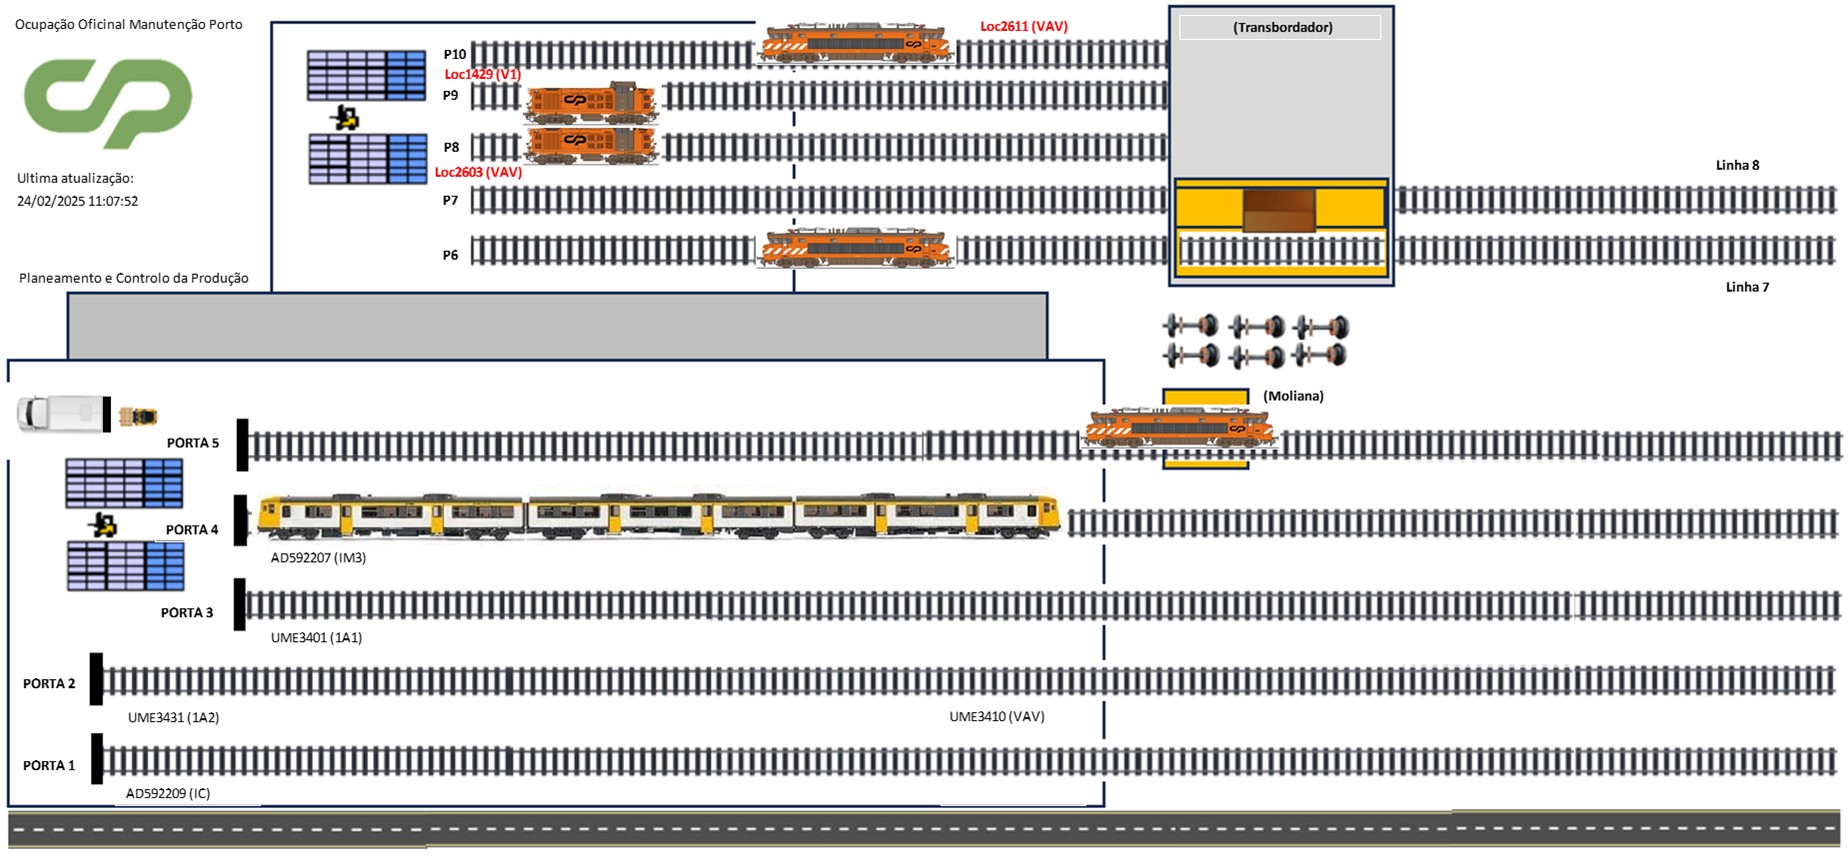 Ocupação Oficinal Manutenção Porto
Ultima atualização:
24/02/2025 11:07:52
Planeamento e Controlo da Produção
P10
Loc2611 (VAV)
(Transbordador)
Loc1429 (V1)
P9
P8
Loc2603 (VAV)
P7
Linha 8
P6
Linha 7
(Moliana)
PORTA 5
PORTA 4
AD592207 (IM3)
PORTA 3
UME3401 (1A1)
PORTA 2
UME3431 (1A2)
UME3410 (VAV)
PORTA 1
AD592209 (IC)